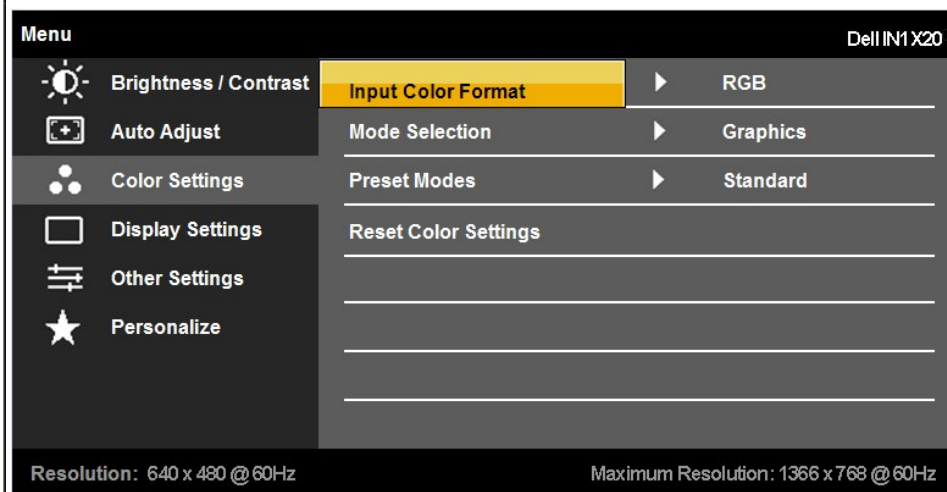 Menu
Dell IN1X20
Brightness / Contrast
Input Color Format
RGB
Auto Adjust
Mode Selection
Graphics
Color Settings
Preset Modes
Standard
Display Settings
Reset Color Settings
Other Settings
Personalize
Resolution: 640 x 480 @ 60Hz
Maximum Resolution: 1366 x 768 @ 60Hz